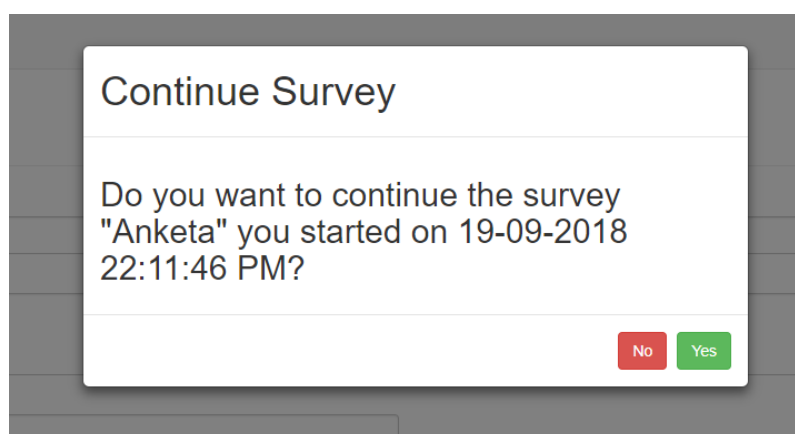 Continue Survey
Do you want to continue the survey
"Anketa" you started on 19-09-2018
22:11:46 PM?
No Yes